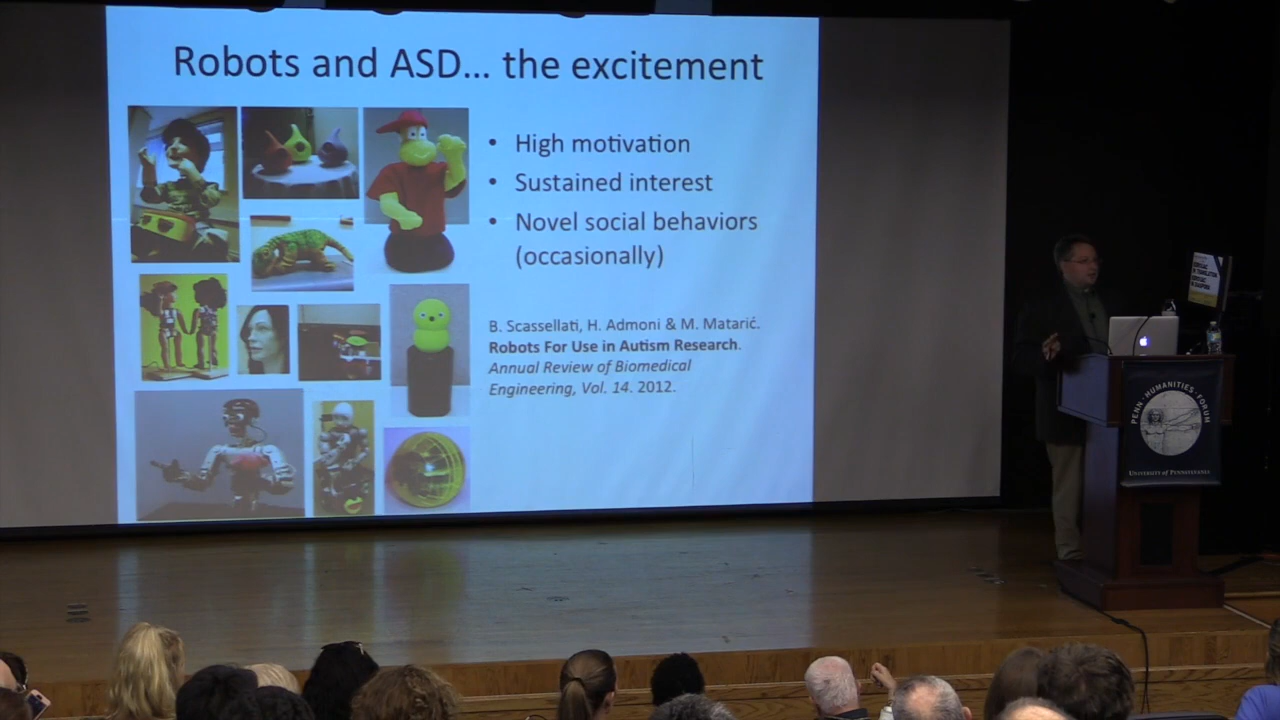 Robots and ASD... the excitement
• High motivation
• Sustained interest
• Novel social behaviors
(occasionally)
B. Scassellati, H. Admoni & M. Matarić.
Robots For Use in Autism Research.
Annual Review of Biomedical
Engineering, Vol. 14. 2012.
PENN · HUMANITIES · FORUM
UNIVERSITY of PENNSYLVANIA